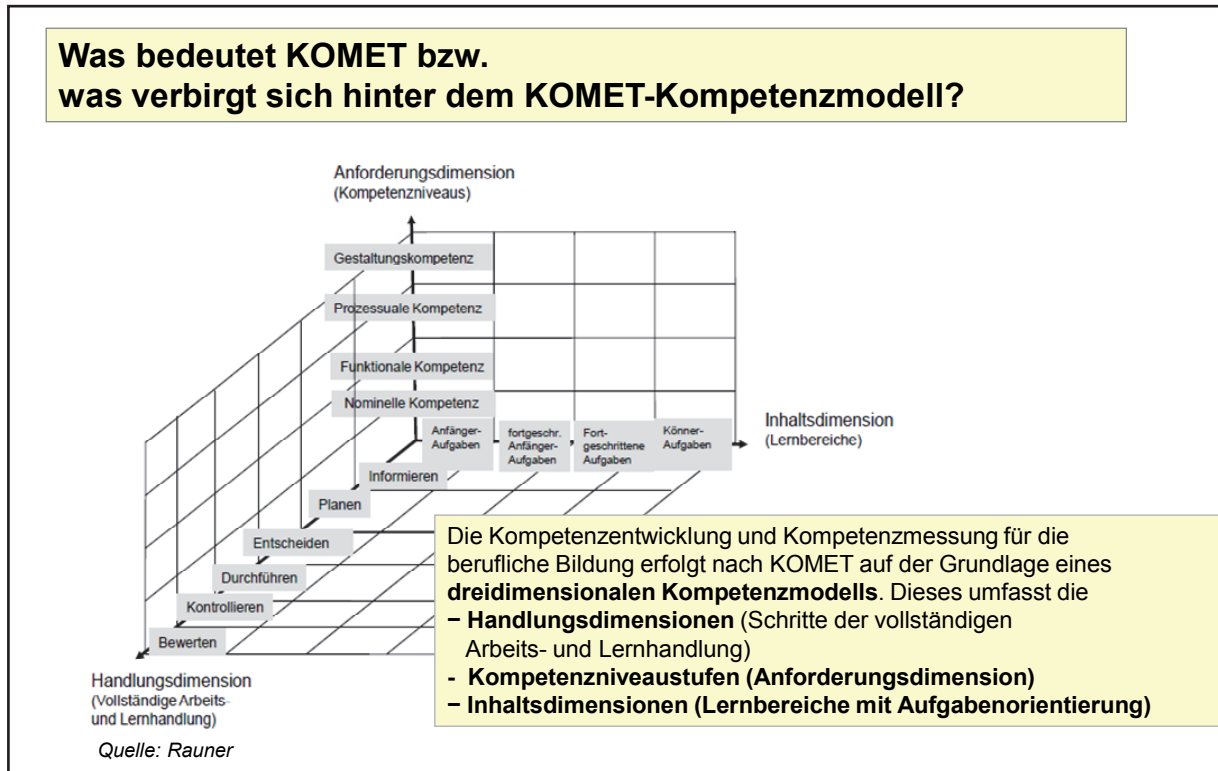 Was bedeutet KOMET bzw.
was verbirgt sich hinter dem KOMET-Kompetenzmodell?
Anforderungsdimension
(Kompetenzniveaus)
Gestaltungskompetenz
Prozessuale Kompetenz
Funktionale Kompetenz
Nominelle Kompetenz
Anfänger-
Aufgaben
fortgeschr.
Anfänger-
Aufgaben
Fort-
geschrittene
Aufgaben
Könner-
Aufgaben
Inhaltsdimension
(Lernbereiche)
Informieren
Planen
Entscheiden
Durchführen
Kontrollieren
Bewerten
Handlungsdimension
(Vollständige Arbeits-
und Lernhandlung)
Die Kompetenzentwicklung und Kompetenzmessung für die
berufliche Bildung erfolgt nach KOMET auf der Grundlage eines
dreidimensionalen Kompetenzmodells. Dieses umfasst die
− Handlungsdimensionen (Schritte der vollständigen
Arbeits- und Lernhandlung)
- Kompetenzniveaustufen (Anforderungsdimension)
− Inhaltsdimensionen (Lernbereiche mit Aufgabenorientierung)
Quelle: Rauner